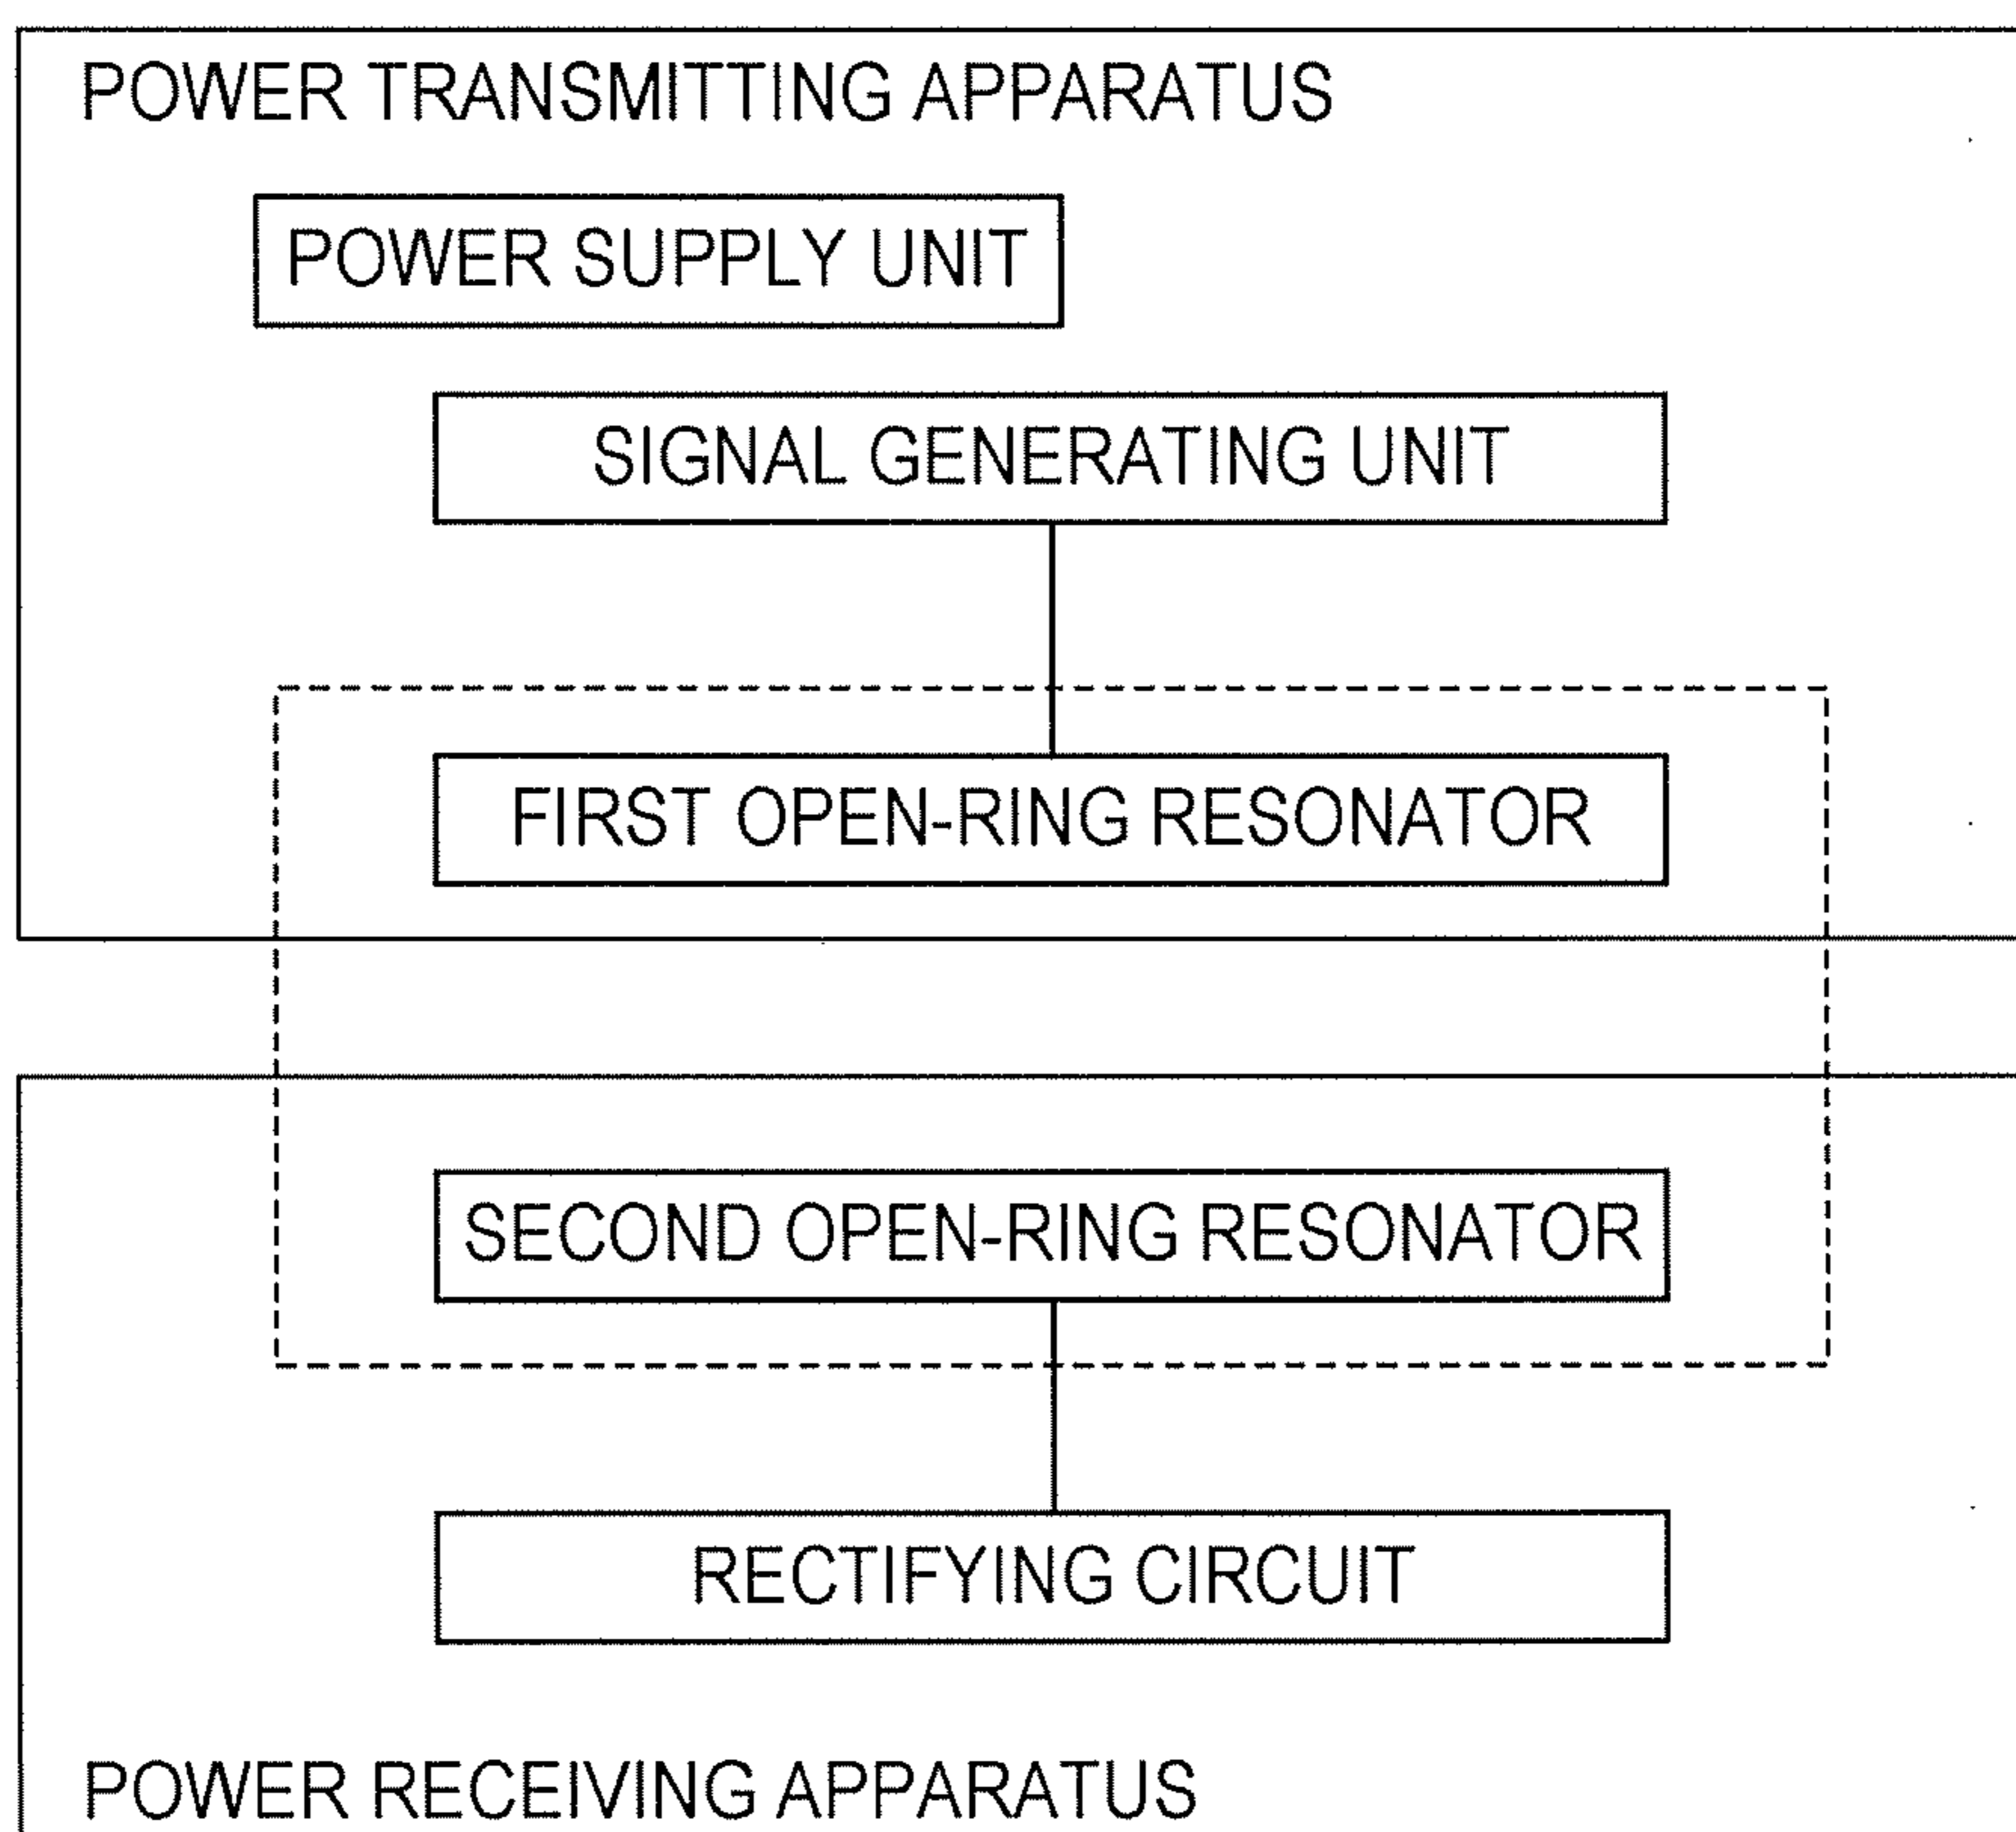 POWER TRANSMITTING APPARATUS
POWER SUPPLY UNIT
SIGNAL GENERATING UNIT
FIRST OPEN-RING RESONATOR
SECOND OPEN-RING RESONATOR
RECTIFYING CIRCUIT
POWER RECEIVING APPARATUS